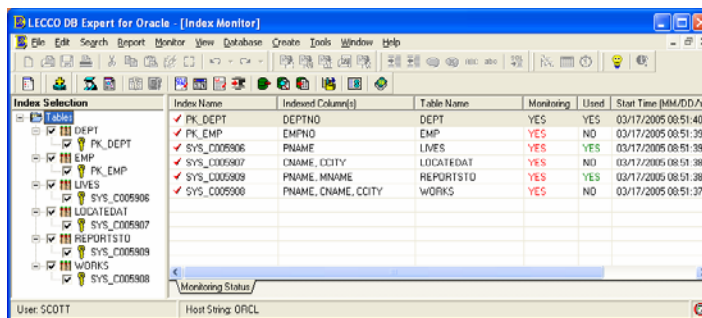 LECCO DB Expert for Oracle - [Index Monitor]
File Edit Search Report Monitor View Database Create Tools Window Help
Index Selection
Tables
DEPT
PK_DEPT
EMP
PK_EMP
LIVES
SYS_C005906
LOCATEDAT
SYS_C005907
REPORTSTO
SYS_C005909
WORKS
SYS_C005908
Index Name Indexed Column(s) Table Name Monitoring Used Start Time (MM/DD/
PK_DEPT DEPTNO DEPT YES YES 03/17/2005 08:51:40
PK_EMP EMPNO EMP YES NO 03/17/2005 08:51:39
SYS_C005906 PNAME LIVES YES YES 03/17/2005 08:51:39
SYS_C005907 CNAME, CCITY LOCATEDAT YES NO 03/17/2005 08:51:38
SYS_C005909 PNAME, MNAME REPORTSTO YES YES 03/17/2005 08:51:38
SYS_C005908 PNAME, CNAME, CCITY WORKS YES NO 03/17/2005 08:51:37
Monitoring Status
User: SCOTT Host String: ORCL